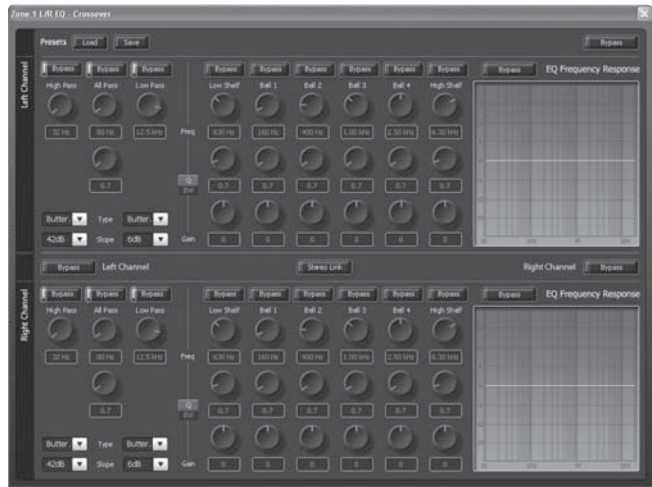 Zone 1 L/R EQ - Crossover
Presets Load Save Bypass
Left Channel
Bypass Bypass Bypass Bypass Bypass Bypass Bypass Bypass Bypass Bypass EQ Frequency Response
High Pass All Pass Low Pass Low Shelf Bell 1 Bell 2 Bell 3 Bell 4 High Shelf
32 Hz 80 Hz 12.5 kHz Freq 630 Hz 160 Hz 400 Hz 1.00 kHz 2.50 kHz 6.30 kHz
0.7 Q 0.7 0.7 0.7 0.7 0.7 0.7
BW
Butter. Type Butter.
42dB Slope 6dB Gain 0 0 0 0 0 0
Bypass Left Channel Stereo Link Right Channel Bypass
Right Channel
Bypass Bypass Bypass Bypass Bypass Bypass Bypass Bypass Bypass Bypass EQ Frequency Response
High Pass All Pass Low Pass Low Shelf Bell 1 Bell 2 Bell 3 Bell 4 High Shelf
32 Hz 80 Hz 12.5 kHz Freq 630 Hz 160 Hz 400 Hz 1.00 kHz 2.50 kHz 6.30 kHz
0.7 Q 0.7 0.7 0.7 0.7 0.7 0.7
BW
Butter. Type Butter.
42dB Slope 6dB Gain 0 0 0 0 0 0